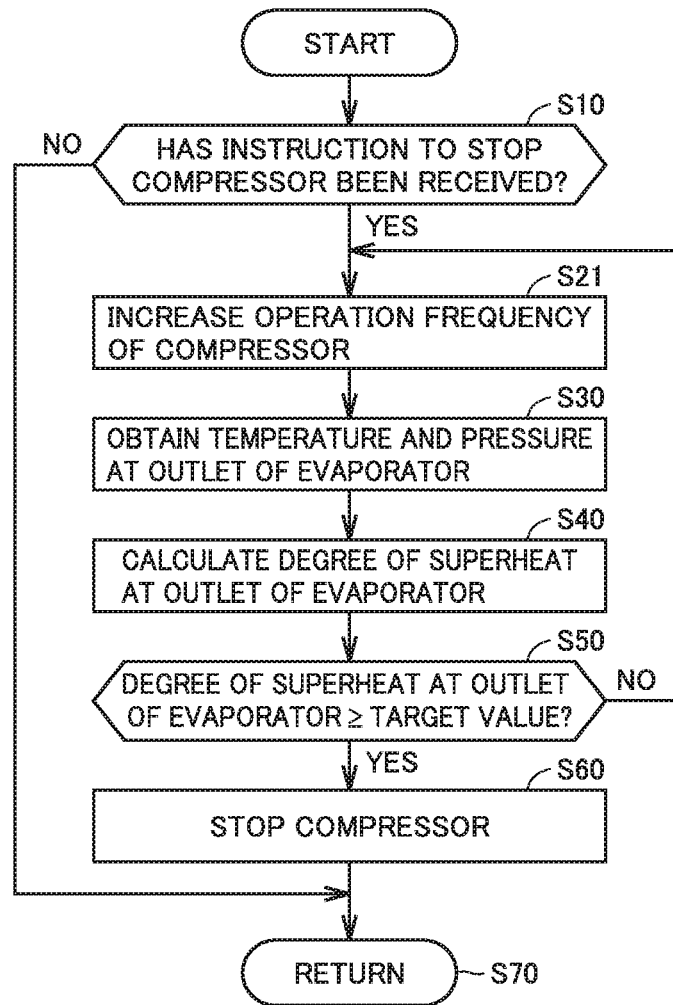 START
S10
NO
HAS INSTRUCTION TO STOP
COMPRESSOR BEEN RECEIVED?
YES
S21
INCREASE OPERATION FREQUENCY
OF COMPRESSOR
S30
OBTAIN TEMPERATURE AND PRESSURE
AT OUTLET OF EVAPORATOR
S40
CALCULATE DEGREE OF SUPERHEAT
AT OUTLET OF EVAPORATOR
S50
DEGREE OF SUPERHEAT AT OUTLET
OF EVAPORATOR ≥ TARGET VALUE?
NO
YES
S60
STOP COMPRESSOR
RETURN
S70